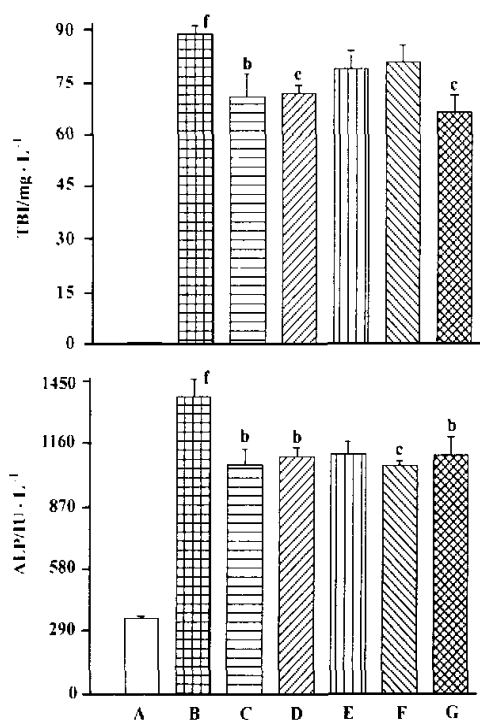 90
75
60
45
30
15
0
TBI/mg · L⁻¹
f
b
c
c
1450
1160
870
580
290
0
ALP/IU · L⁻¹
f
b
b
c
b
A B C D E F G